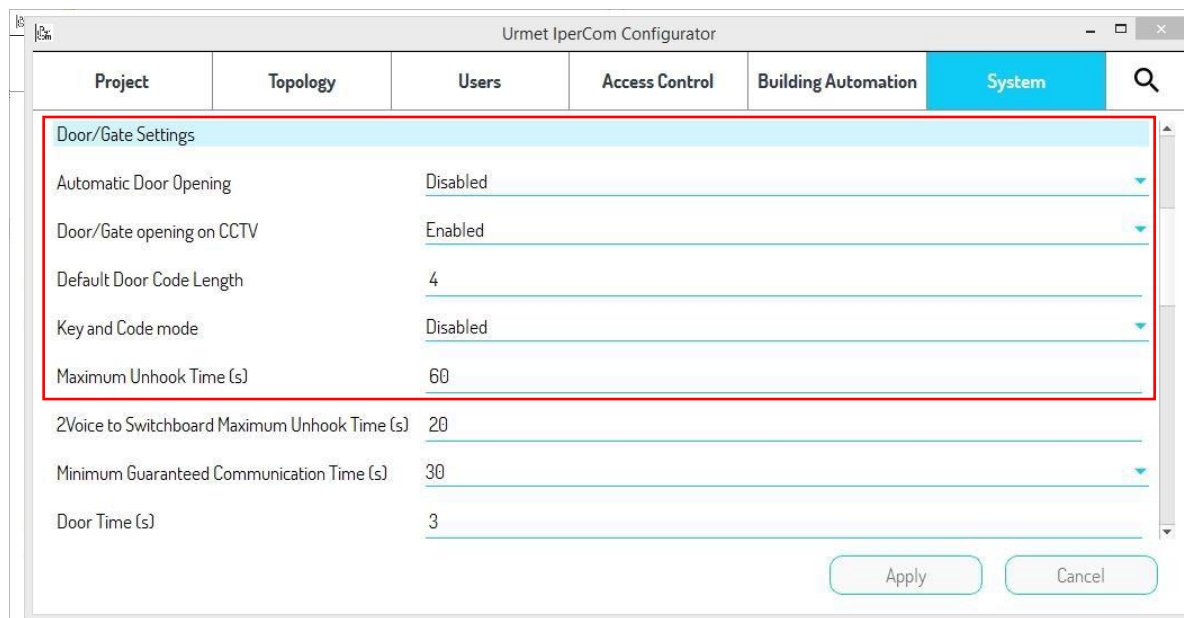 Urmet IperCom Configurator
Project Topology Users Access Control Building Automation System
Door/Gate Settings
Automatic Door Opening Disabled
Door/Gate opening on CCTV Enabled
Default Door Code Length 4
Key and Code mode Disabled
Maximum Unhook Time (s) 60
2Voice to Switchboard Maximum Unhook Time (s) 20
Minimum Guaranteed Communication Time (s) 30
Door Time (s) 3
Apply Cancel